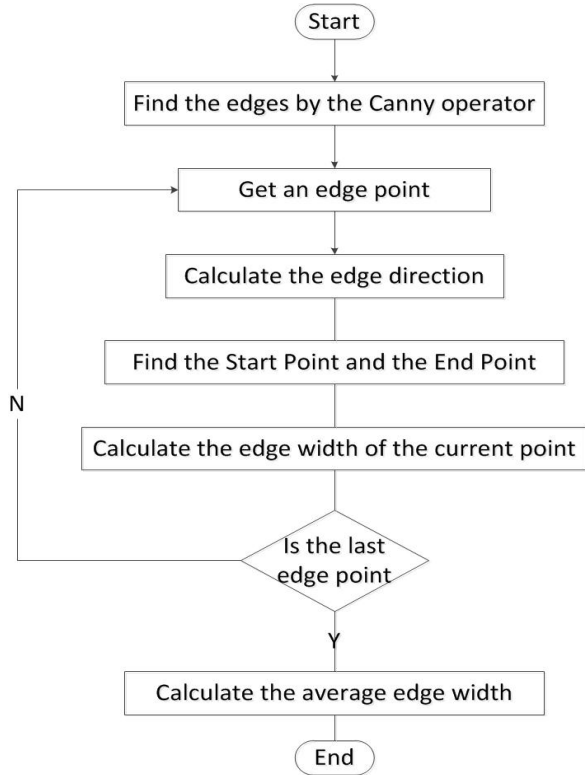 Start
Find the edges by the Canny operator
Get an edge point
Calculate the edge direction
Find the Start Point and the End Point
N
Calculate the edge width of the current point
Is the last
edge point
Y
Calculate the average edge width
End